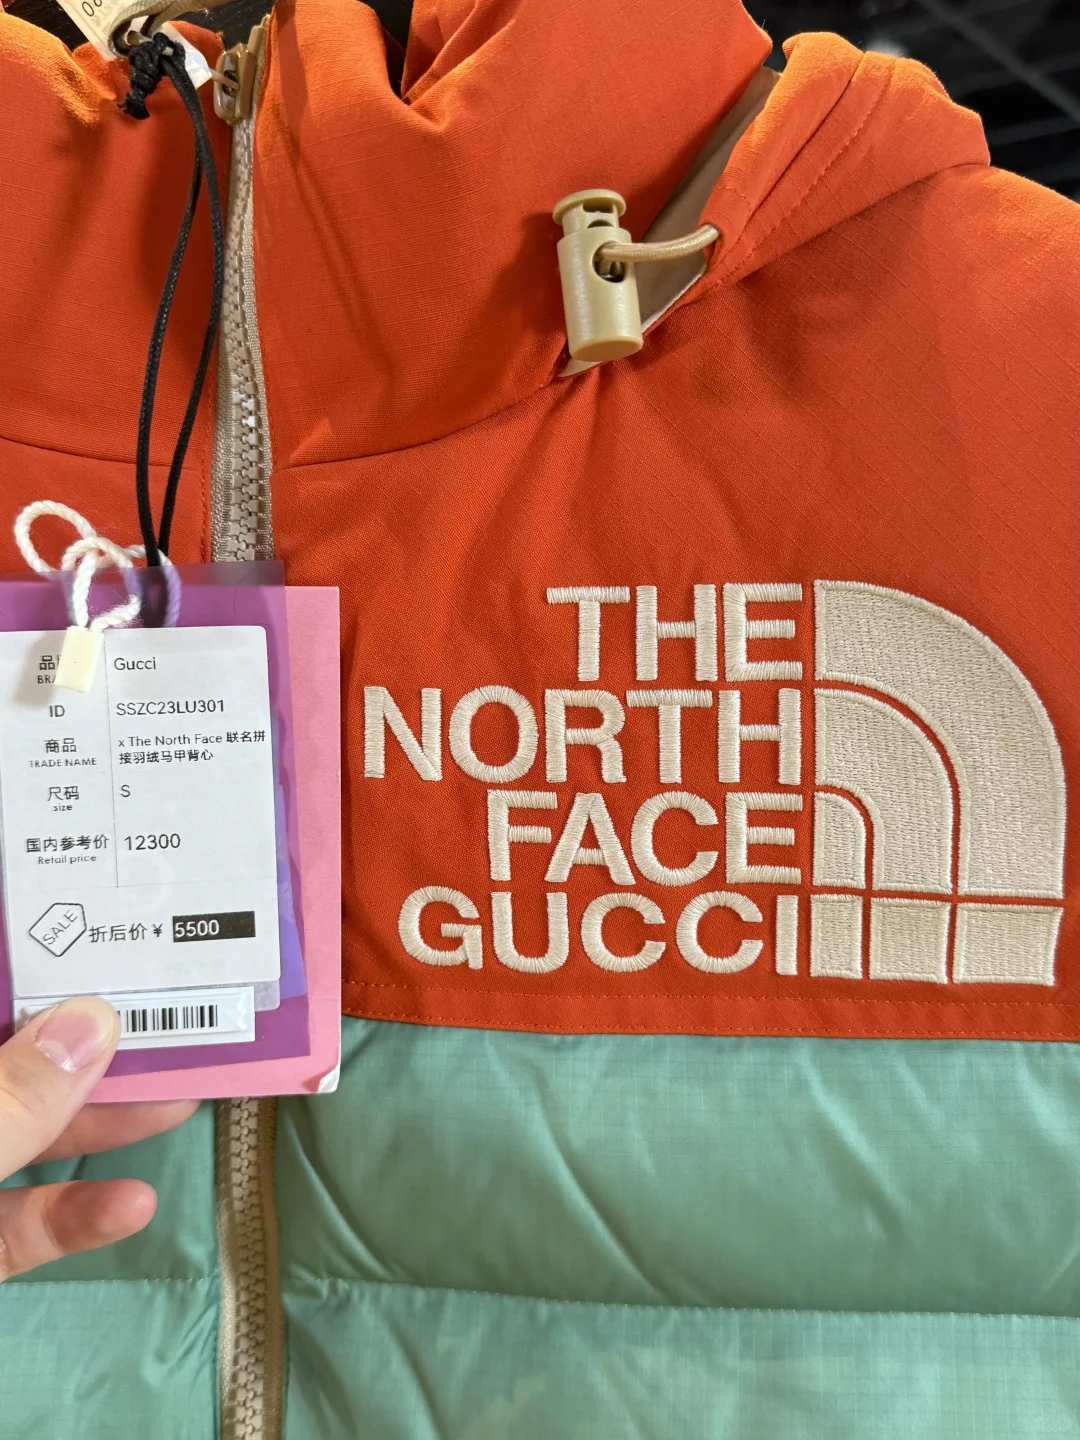 Gucci
ID SSZC23LU301
商品 x The North Face 联名拼
TRADE NAME 接羽绒马甲背心
尺码 S
size
国内参考价 12300
Retail price
SALE 折后价 ¥ 5500
THE
NORTH
FACE
GUCCI